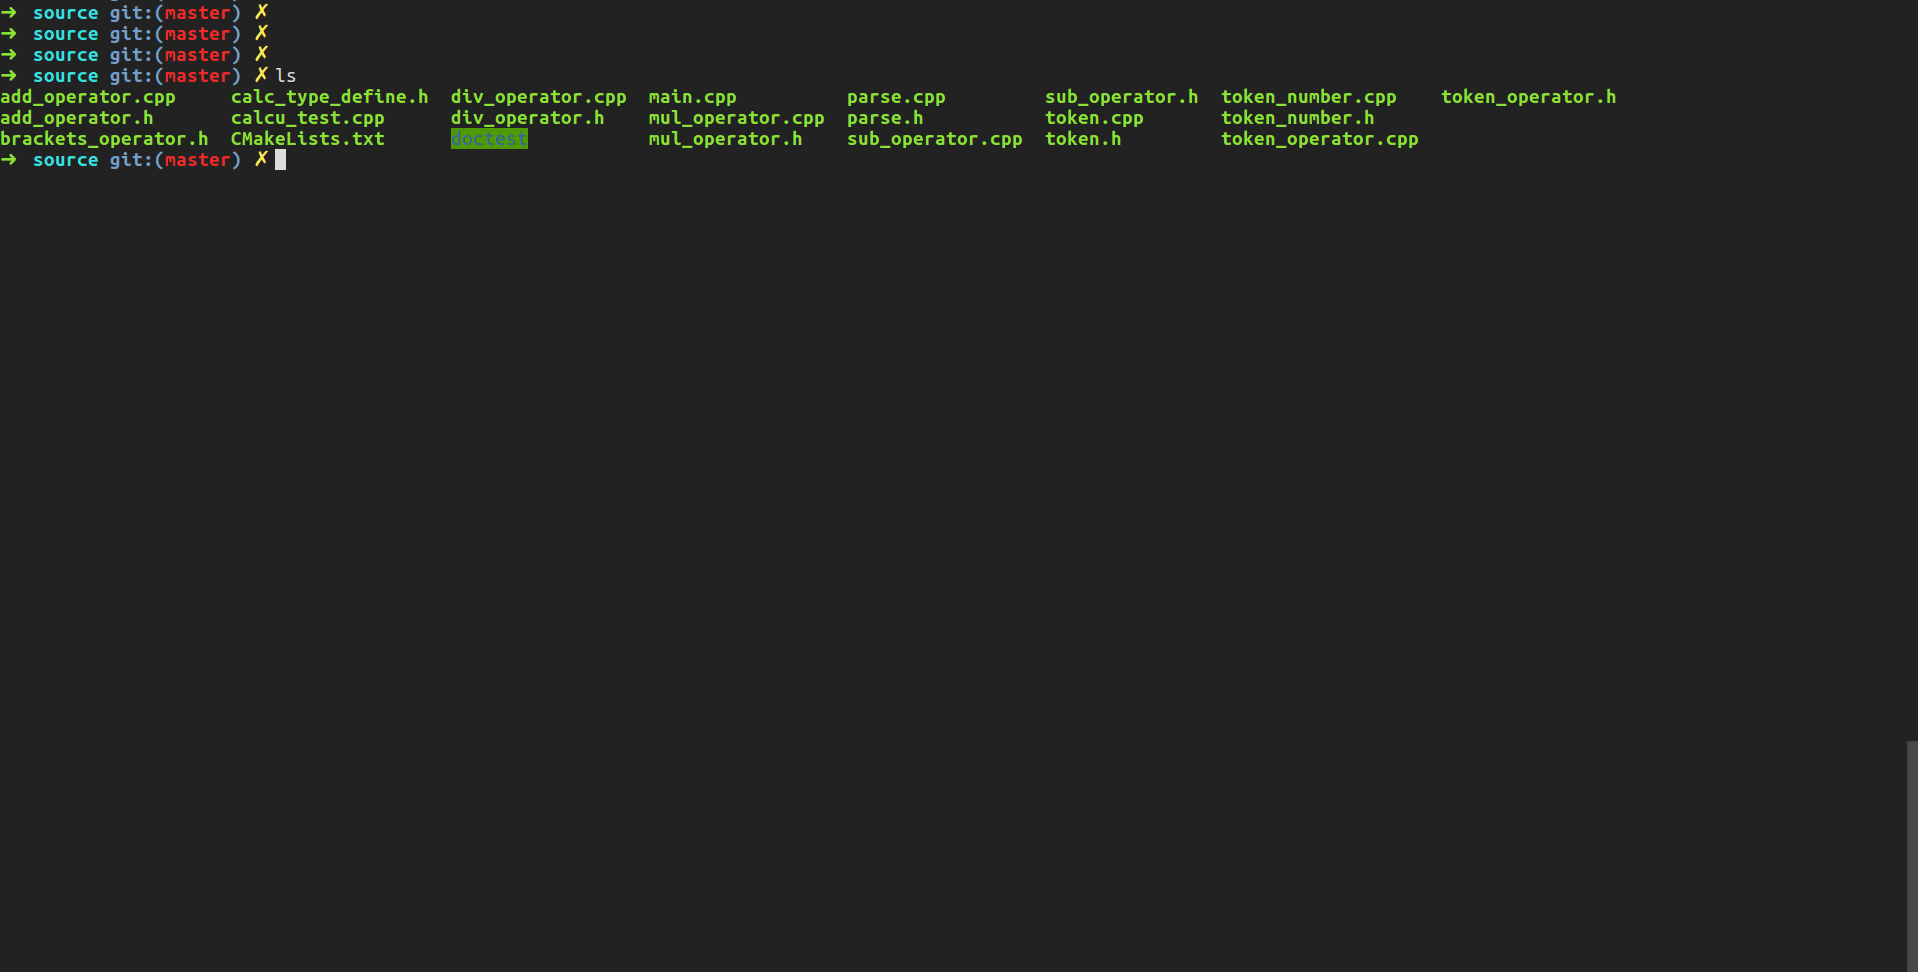 ➜ source git:(master) ✗
➜ source git:(master) ✗
➜ source git:(master) ✗
➜ source git:(master) ✗ ls
add_operator.cpp calc_type_define.h div_operator.cpp main.cpp parse.cpp sub_operator.h token_number.cpp token_operator.h
add_operator.h calcu_test.cpp div_operator.h mul_operator.cpp parse.h token.cpp token_number.h
brackets_operator.h CMakeLists.txt doctest mul_operator.h sub_operator.cpp token.h token_operator.cpp
➜ source git:(master) ✗